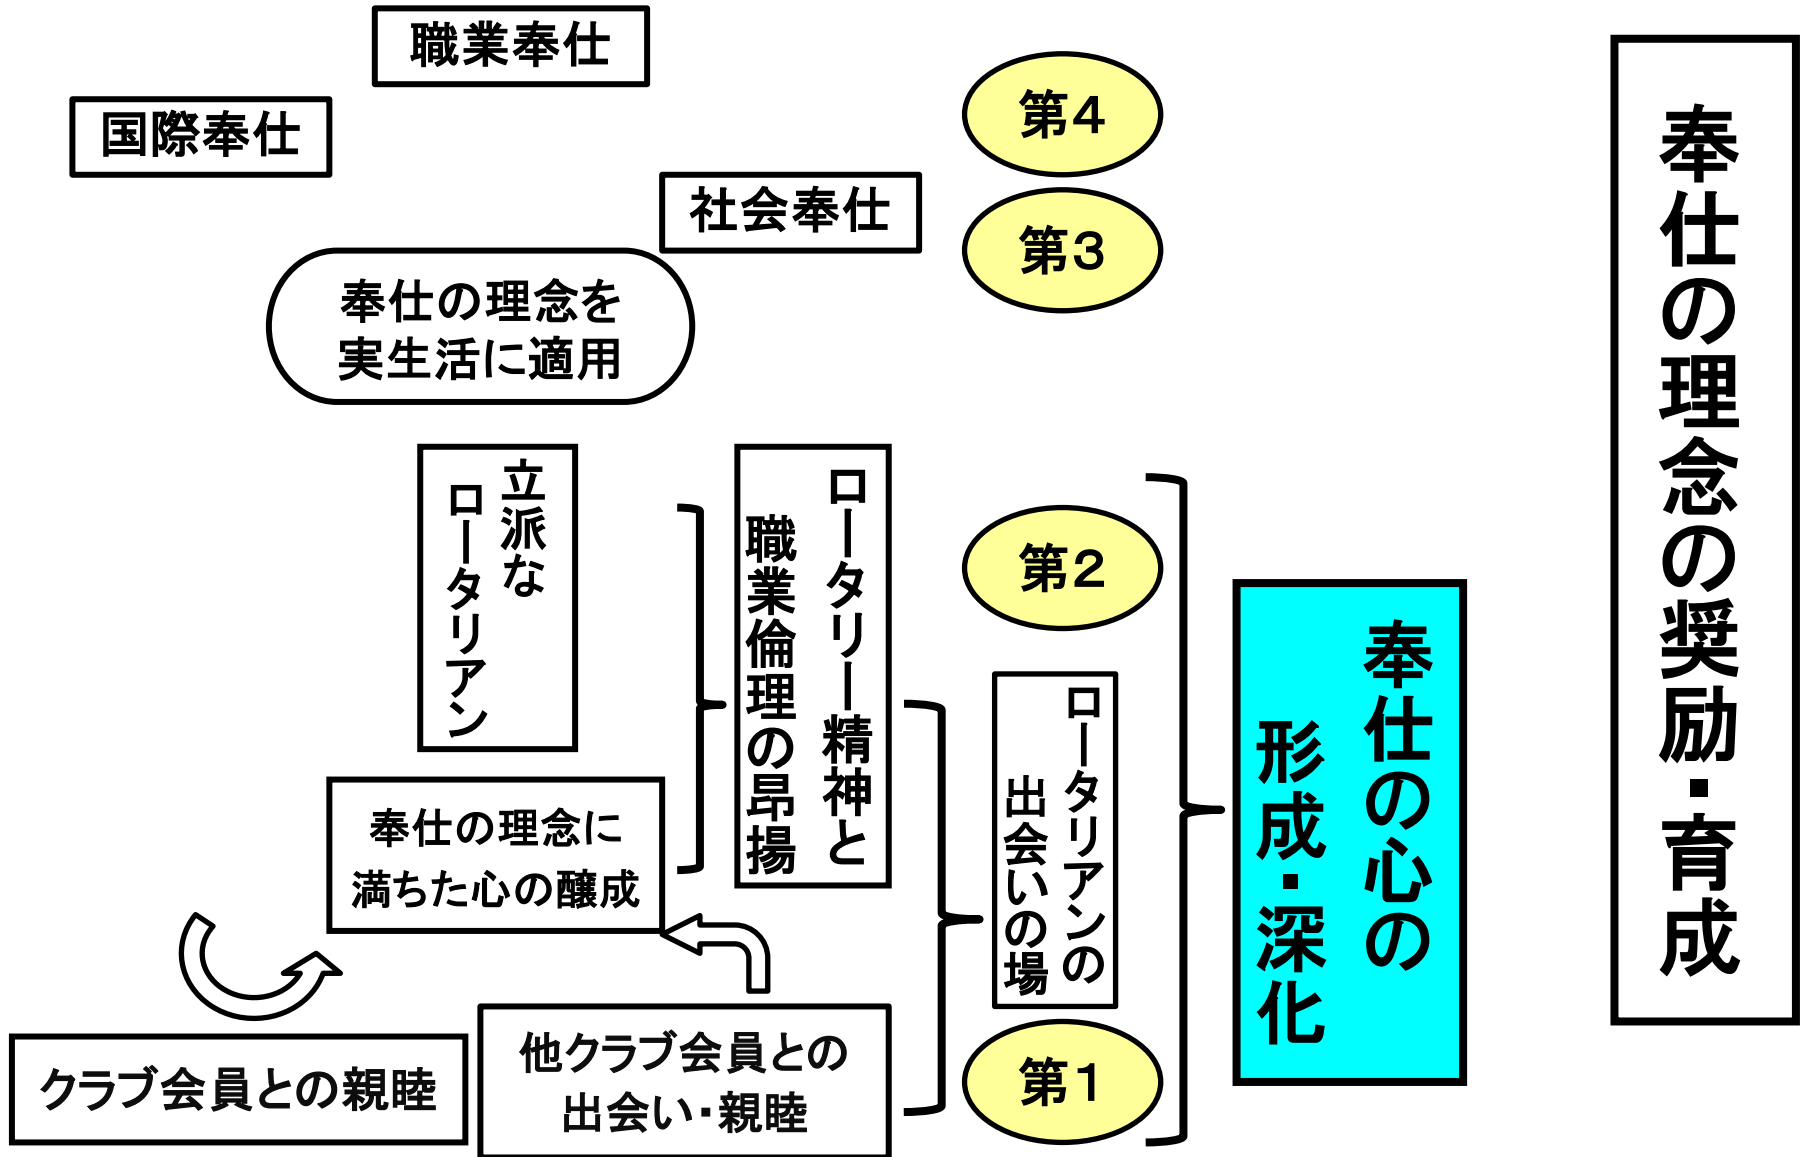 職業奉仕
国際奉仕
社会奉仕
奉仕の理念を
実生活に適用
第4
第3
第2
第1
立派な
ロータリアン
ロータリー精神と
職業倫理の昂揚
奉仕の理念に
満ちた心の醸成
ロータリアンの
出会いの場
クラブ会員との親睦
他クラブ会員との
出会い・親睦
奉仕の心の
形成・深化
奉仕の理念の奨励・育成